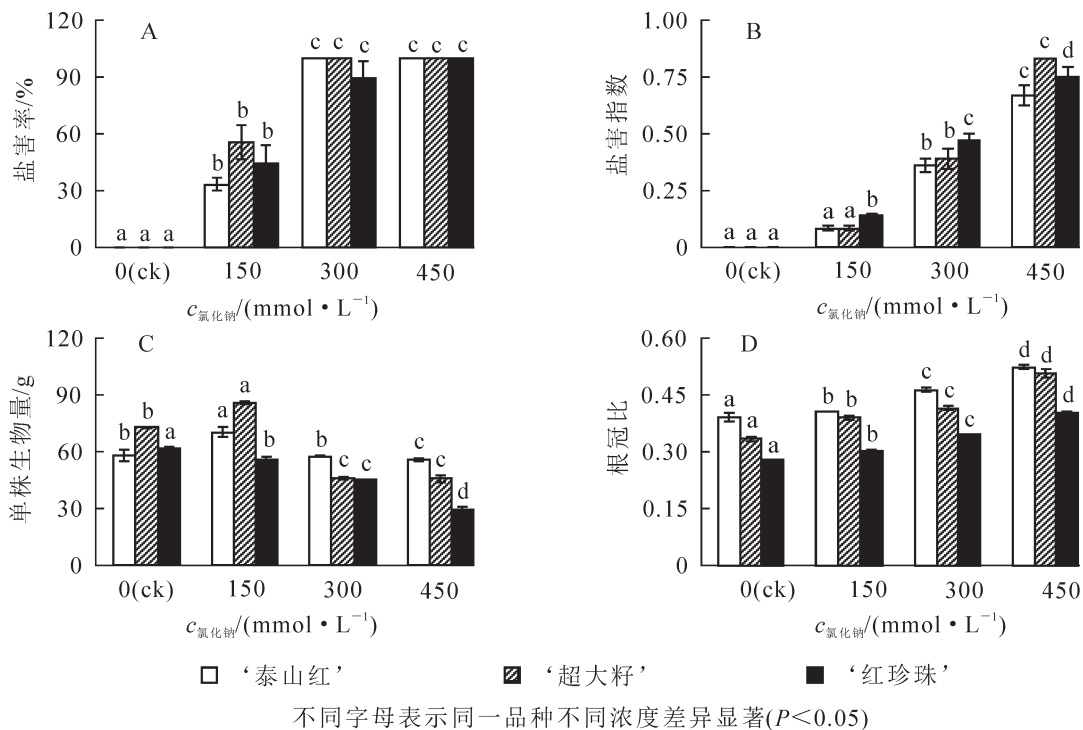 A
盐害率/%
120
90
60
30
0
a a a
b b b
c c c
c c c
0(ck) 150 300 450
c氯化钠/(mmol·L⁻¹)
B
盐害指数
1.00
0.75
0.50
0.25
0
a a a
a a b
b b c
c c d
0(ck) 150 300 450
c氯化钠/(mmol·L⁻¹)
C
单株生物量/g
120
90
60
30
0
b b a
a a b
b c c
c c d
0(ck) 150 300 450
c氯化钠/(mmol·L⁻¹)
D
根冠比
0.60
0.45
0.30
0.15
0
a a a
b b b
c c c
d d d
0(ck) 150 300 450
c氯化钠/(mmol·L⁻¹)
‘泰山红’ ‘超大籽’ ‘红珍珠’
不同字母表示同一品种不同浓度差异显著(P<0.05)